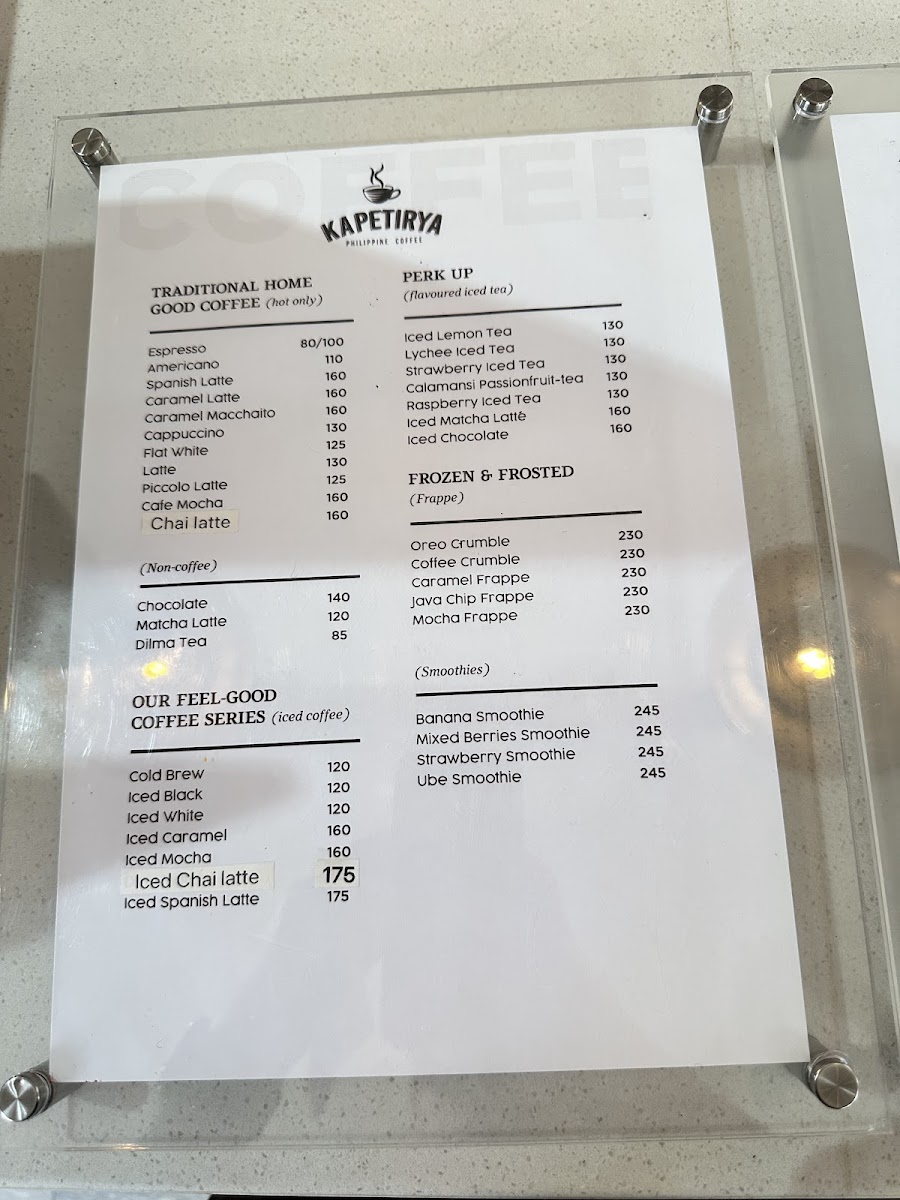 COFFEE
KAPETIRYA
PHILIPPINE COFFEE
TRADITIONAL HOME
GOOD COFFEE (hot only)
Espresso 80/100
Americano 110
Spanish Latte 160
Caramel Latte 160
Caramel Macchaito 160
Cappuccino 130
Flat White 125
Latte 130
Piccolo Latte 125
Cafe Mocha 160
Chai latte 160
(Non-coffee)
Chocolate 140
Matcha Latte 120
Dilma Tea 85
OUR FEEL-GOOD
COFFEE SERIES (iced coffee)
Cold Brew 120
Iced Black 120
Iced White 120
Iced Caramel 160
Iced Mocha 160
Iced Chai latte 175
Iced Spanish Latte 175
PERK UP
(flavoured iced tea)
Iced Lemon Tea 130
Lychee Iced Tea 130
Strawberry Iced Tea 130
Calamansi Passionfruit-tea 130
Raspberry Iced Tea 130
Iced Matcha Latte 160
Iced Chocolate 160
FROZEN & FROSTED
(Frappe)
Oreo Crumble 230
Coffee Crumble 230
Caramel Frappe 230
Java Chip Frappe 230
Mocha Frappe 230
(Smoothies)
Banana Smoothie 245
Mixed Berries Smoothie 245
Strawberry Smoothie 245
Ube Smoothie 245